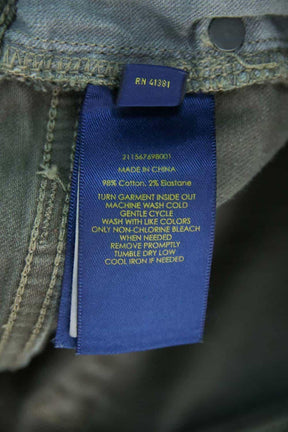 RN 41381
211567698001
98% Cotton, 2% Elastane
TURN GARMENT INSIDE OUT
MACHINE WASH COLD
GENTLE CYCLE
WASH WITH LIKE COLORS
ONLY NON-CHLORINE BLEACH
WHEN NEEDED
REMOVE PROMPTLY
TUMBLE DRY LOW
COOL IRON IF NEEDED
MADE IN CHINA